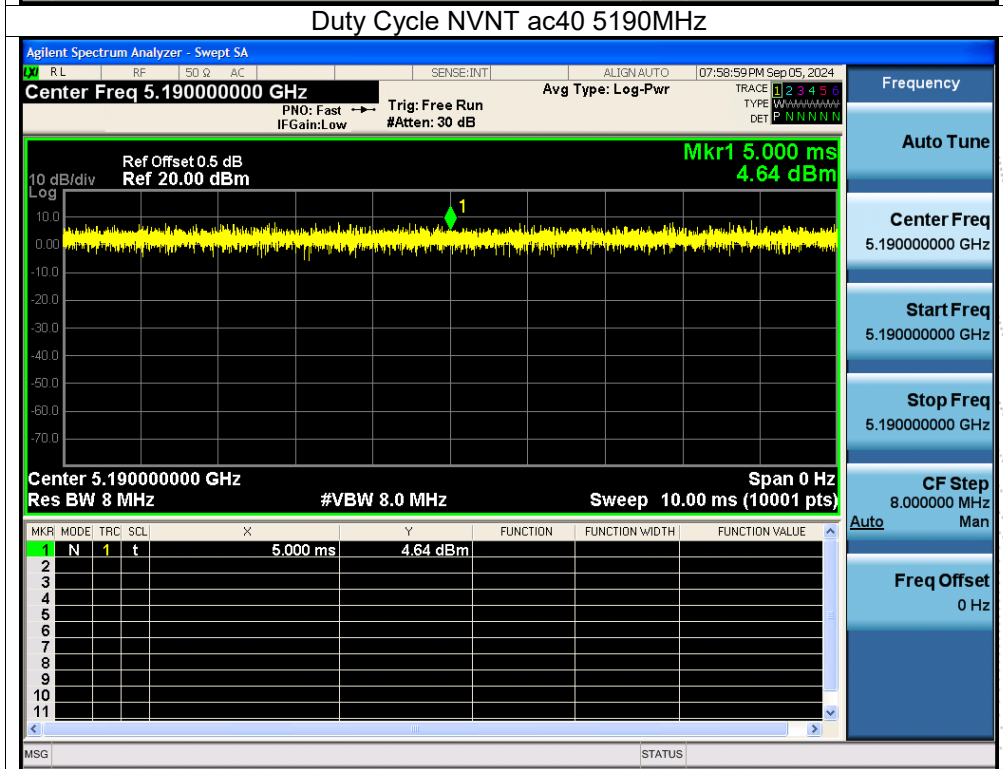 Duty Cycle NVNT ac40 5190MHz
Agilent Spectrum Analyzer - Swept SA
LXI RL RF 50 Ω AC SENSE:INT ALIGN AUTO 07:58:59 PM Sep 05, 2024
Center Freq 5.190000000 GHz Avg Type: Log-Pwr TRACE 1 2 3 4 5 6
PNO: Fast Trig: Free Run TYPE WWWWWW
IFGain:Low #Atten: 30 dB DET P N N N N N
Frequency
Auto Tune
Center Freq
5.190000000 GHz
Start Freq
5.190000000 GHz
Stop Freq
5.190000000 GHz
CF Step
8.000000 MHz
Auto Man
Freq Offset
0 Hz
Mkr1 5.000 ms
4.64 dBm
Ref Offset 0.5 dB
10 dB/div Ref 20.00 dBm
Log
1
10.0
0.00
-10.0
-20.0
-30.0
-40.0
-50.0
-60.0
-70.0
Center 5.190000000 GHz Span 0 Hz
Res BW 8 MHz #VBW 8.0 MHz Sweep 10.00 ms (10001 pts)
MKR MODE TRC SCL X Y FUNCTION FUNCTION WIDTH FUNCTION VALUE
1 N 1 t 5.000 ms 4.64 dBm
2
3
4
5
6
7
8
9
10
11
MSG STATUS